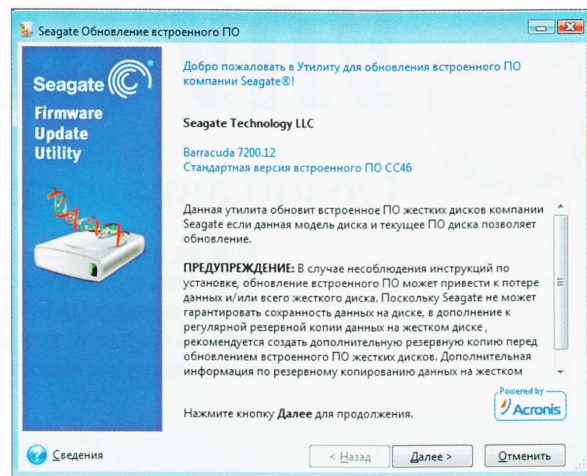 Seagate Обновление встроенного ПО
Seagate
Firmware
Update
Utility
Добро пожаловать в Утилиту для обновления встроенного ПО
компании Seagate®!
Seagate Technology LLC
Barracuda 7200.12
Стандартная версия встроенного ПО CC46
Данная утилита обновит встроенное ПО жестких дисков компании
Seagate если данная модель диска и текущее ПО диска позволяет
обновление.
ПРЕДУПРЕЖДЕНИЕ: В случае несоблюдения инструкций по
установке, обновление встроенного ПО может привести к потере
данных и/или всего жесткого диска. Поскольку Seagate не может
гарантировать сохранность данных на диске, в дополнение к
регулярной резервной копии данных на жестком диске,
рекомендуется создать дополнительную резервную копию перед
обновлением встроенного ПО жестких дисков. Дополнительная
информация по резервному копированию данных на жестком
Нажмите кнопку Далее для продолжения.
Powered by
Acronis
Сведения
< Назад
Далее >
Отменить